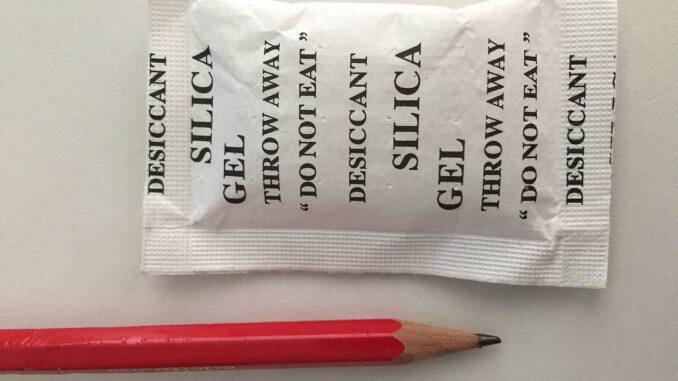 DESICCANT
SILICA
GEL
THROW AWAY
“ DO NOT EAT ”
DESICCANT
SILICA
GEL
THROW AWAY
“ DO NOT EAT ”
DESICCANT